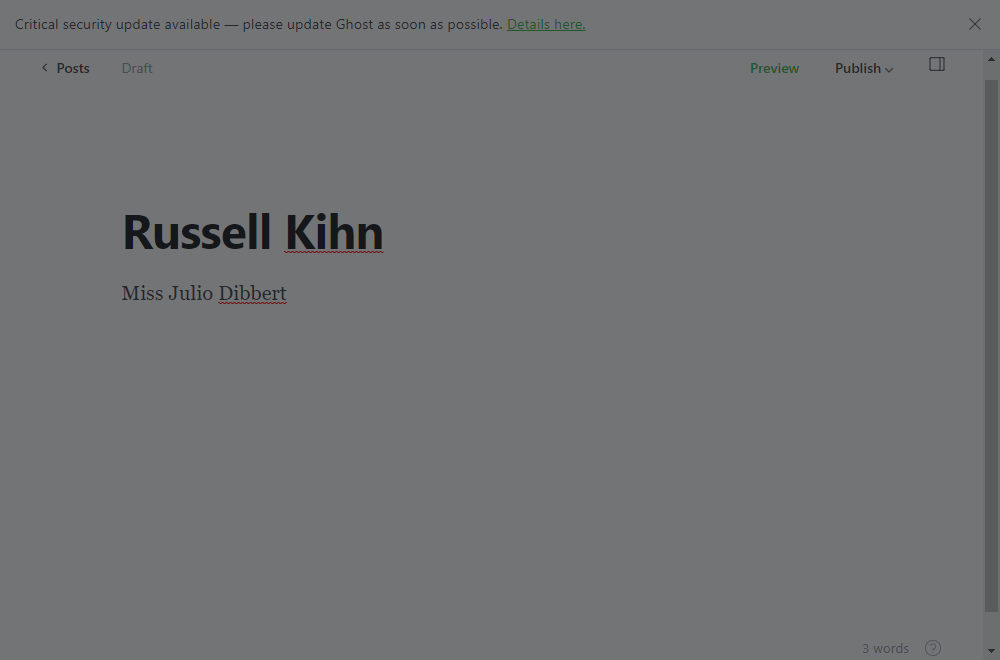 Critical security update available — please update Ghost as soon as possible. Details here.
Posts Draft Preview Publish
Russell Kihn
Miss Julio Dibbert
3 words ?